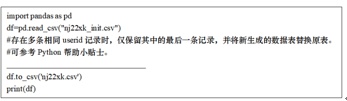 import pandas as pd
df=pd.read_csv("nj22xk_init.csv")
#存在多条相同 userid 记录时，仅保留其中的最后一条记录，并将新生成的数据表替换原表。
#可参考 Python 帮助小贴士。
df.to_csv('nj22xk.csv')
print(df)